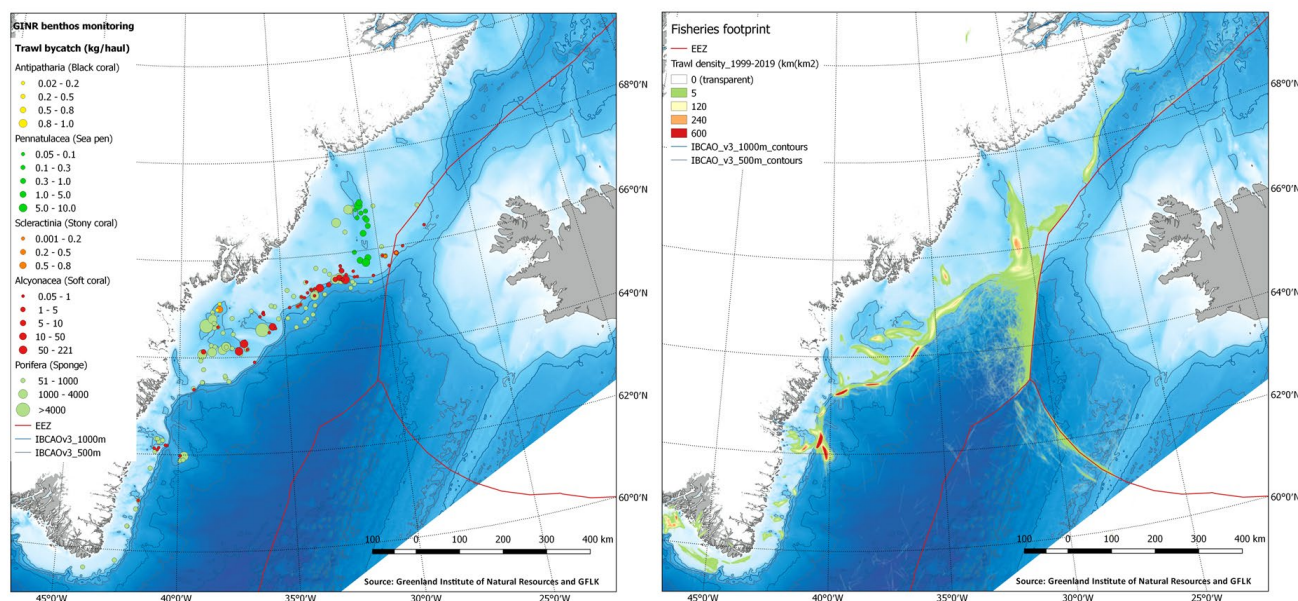 GINR benthos monitoring
Trawl bycatch (kg/haul)
Antipatharia (Black coral)
0.02 - 0.2
0.2 - 0.5
0.5 - 0.8
0.8 - 1.0
Pennatulacea (Sea pen)
0.05 - 0.1
0.1 - 0.3
0.3 - 1.0
1.0 - 5.0
5.0 - 10.0
Scleractinia (Stony coral)
0.001 - 0.2
0.2 - 0.5
0.5 - 0.8
Alcyonacea (Soft coral)
0.05 - 1
1 - 5
5 - 10
10 - 50
50 - 221
Porifera (Sponge)
51 - 1000
1000 - 4000
>4000
EEZ
IBCAOv3_1000m
IBCAOv3_500m
68°0'N
66°0'N
64°0'N
62°0'N
60°0'N
100 0 100 200 300 400 km
Source: Greenland Institute of Natural Resources and GFLK
45°0'W 40°0'W 35°0'W 30°0'W 25°0'W
Fisheries footprint
EEZ
Trawl density_1999-2019 (km(km2)
0 (transparent)
5
120
240
600
IBCAO_v3_1000m_contours
IBCAO_v3_500m_contours
68°0'N
66°0'N
64°0'N
62°0'N
60°0'N
100 0 100 200 300 400 km
Source: Greenland Institute of Natural Resources and GFLK
45°0'W 40°0'W 35°0'W 30°0'W 25°0'W